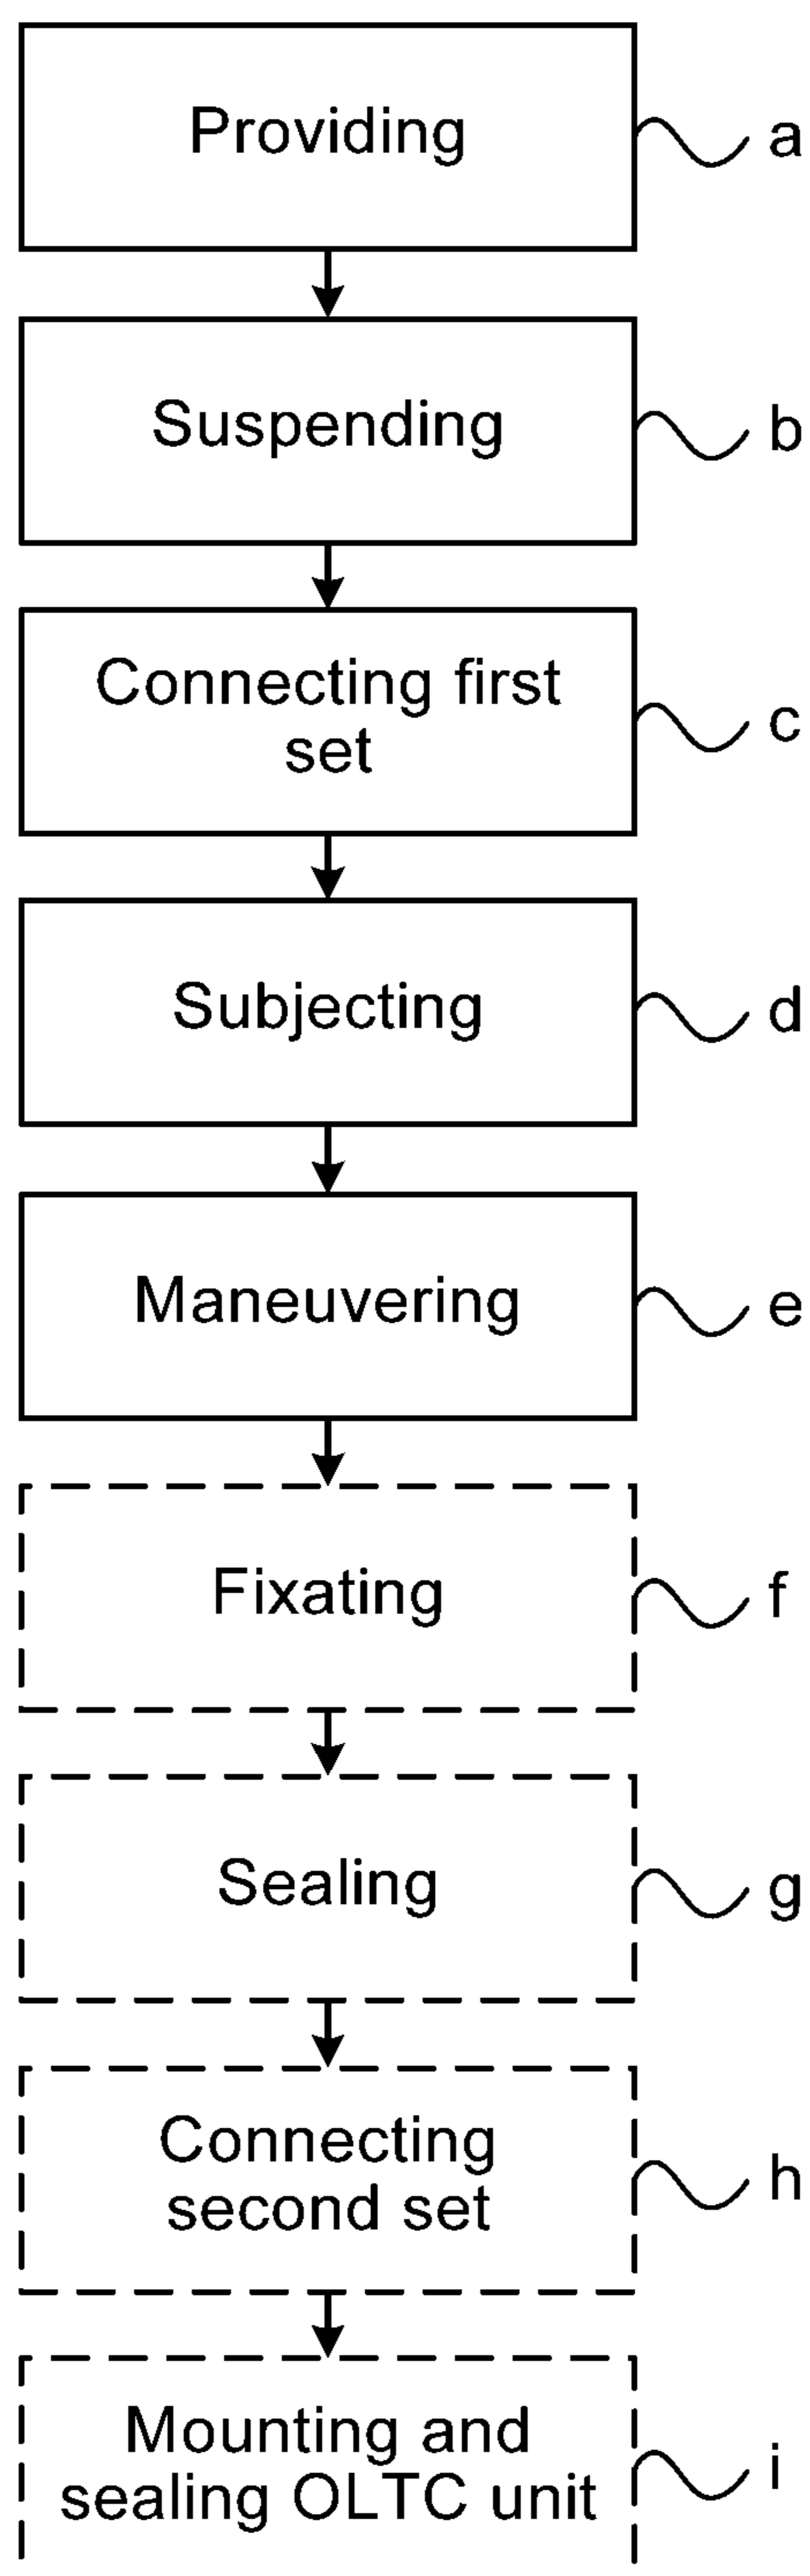 Providing
a
Suspending
b
Connecting first
set
c
Subjecting
d
Maneuvering
e
Fixating
f
Sealing
g
Connecting
second set
h
Mounting and
sealing OLTC unit
i